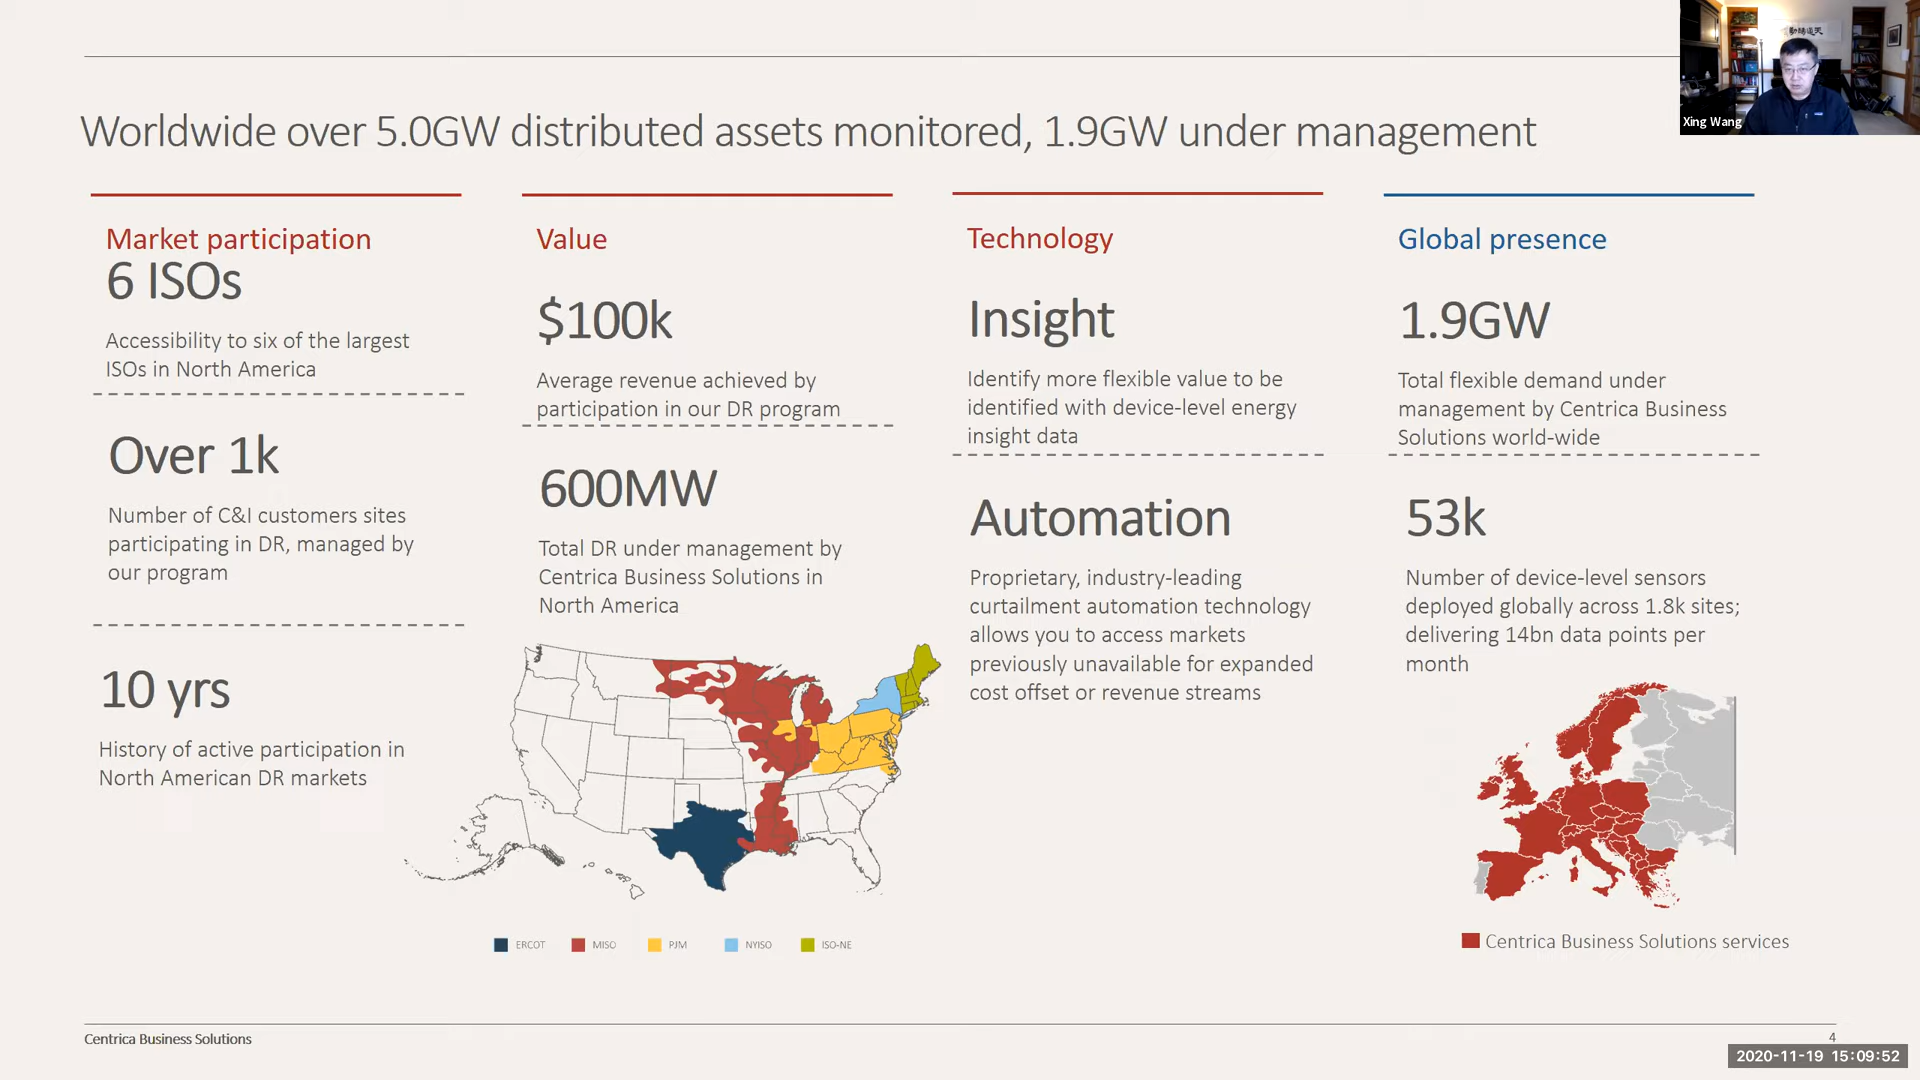 Worldwide over 5.0GW distributed assets monitored, 1.9GW under management
Xing Wang
Market participation
6 ISOs
Accessibility to six of the largest
ISOs in North America
Over 1k
Number of C&I customers sites
participating in DR, managed by
our program
10 yrs
History of active participation in
North American DR markets
Value
$100k
Average revenue achieved by
participation in our DR program
600MW
Total DR under management by
Centrica Business Solutions in
North America
ERCOT
MISO
PJM
NYISO
ISO-NE
Technology
Insight
Identify more flexible value to be
identified with device-level energy
insight data
Automation
Proprietary, industry-leading
curtailment automation technology
allows you to access markets
previously unavailable for expanded
cost offset or revenue streams
Global presence
1.9GW
Total flexible demand under
management by Centrica Business
Solutions world-wide
53k
Number of device-level sensors
deployed globally across 1.8k sites;
delivering 14bn data points per
month
Centrica Business Solutions services
Centrica Business Solutions
4
2020-11-19 15:09:52